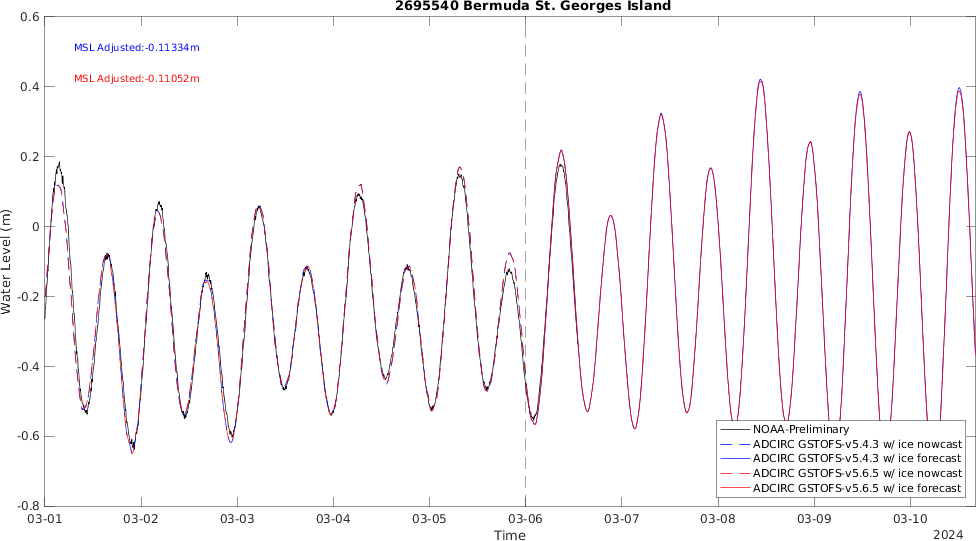 2695540 Bermuda St. Georges Island
0.6
MSL Adjusted:-0.11334m
MSL Adjusted:-0.11052m
0.4
0.2
0
-0.2
-0.4
-0.6
-0.8
Water Level (m)
NOAA-Preliminary
ADCIRC GSTOFS-v5.4.3 w/ ice nowcast
ADCIRC GSTOFS-v5.4.3 w/ ice forecast
ADCIRC GSTOFS-v5.6.5 w/ ice nowcast
ADCIRC GSTOFS-v5.6.5 w/ ice forecast
03-01 03-02 03-03 03-04 03-05 03-06 03-07 03-08 03-09 03-10
Time
2024